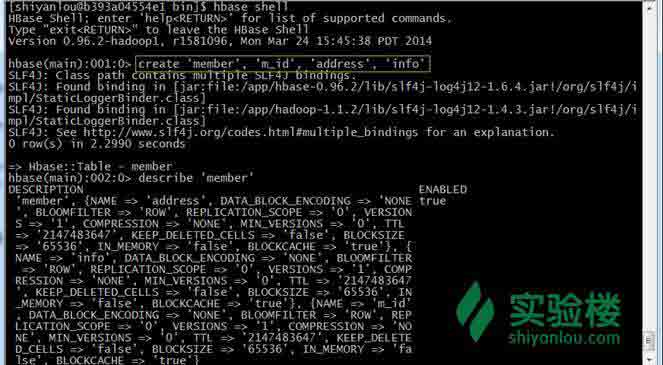 [shiyanlou@b393a04554e1 bin]$ hbase shell
HBase Shell; enter 'help<RETURN>' for list of supported commands.
Type "exit<RETURN>" to leave the HBase Shell
Version 0.96.2-hadoop1, r1581096, Mon Mar 24 15:45:38 PDT 2014
hbase(main):001:0> create 'member', 'm_id', 'address', 'info'
SLF4J: Class path contains multiple SLF4J bindings.
SLF4J: Found binding in [jar:file:/app/hbase-0.96.2/lib/slf4j-log4j12-1.6.4.jar!/org/slf4j/i
mpl/StaticLoggerBinder.class]
SLF4J: Found binding in [jar:file:/app/hadoop-1.1.2/lib/slf4j-log4j12-1.4.3.jar!/org/slf4j/i
mpl/StaticLoggerBinder.class]
SLF4J: See http://www.slf4j.org/codes.html#multiple_bindings for an explanation.
0 row(s) in 2.2990 seconds
=> Hbase::Table - member
hbase(main):002:0> describe 'member'
DESCRIPTION ENABLED
'member', {NAME => 'address', DATA_BLOCK_ENCODING => 'NONE true
', BLOOMFILTER => 'ROW', REPLICATION_SCOPE => '0', VERSION
S => '1', COMPRESSION => 'NONE', MIN_VERSIONS => '0', TTL
=> '2147483647', KEEP_DELETED_CELLS => 'false', BLOCKSIZE
=> '65536', IN_MEMORY => 'false', BLOCKCACHE => 'true'}, {
NAME => 'info', DATA_BLOCK_ENCODING => 'NONE', BLOOMFILTER
=> 'ROW', REPLICATION_SCOPE => '0', VERSIONS => '1', COMP
RESSION => 'NONE', MIN_VERSIONS => '0', TTL => '2147483647
', KEEP_DELETED_CELLS => 'false', BLOCKSIZE => '65536', IN
_MEMORY => 'false', BLOCKCACHE => 'true'}, {NAME => 'm_id'
, DATA_BLOCK_ENCODING => 'NONE', BLOOMFILTER => 'ROW', REP
LICATION_SCOPE => '0', VERSIONS => '1', COMPRESSION => 'NO
NE', MIN_VERSIONS => '0', TTL => '2147483647', KEEP_DELETE
D_CELLS => 'false', BLOCKSIZE => '65536', IN_MEMORY => 'fa
lse', BLOCKCACHE => 'true'}
实验楼
shiyanlou.com